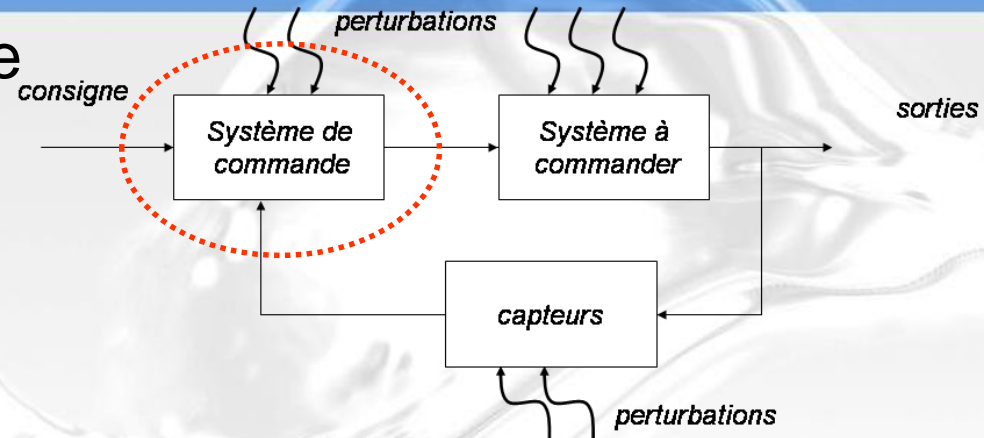 perturbations
e
consigne
sorties
Système de
commande
Système à
commander
capteurs
perturbations